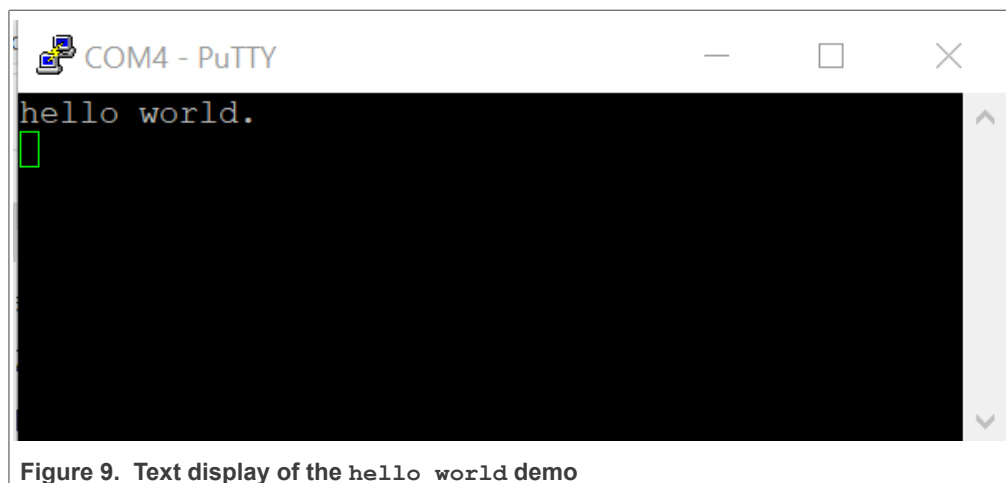 COM4 - PuTTY
hello world.
Figure 9. Text display of the hello world demo